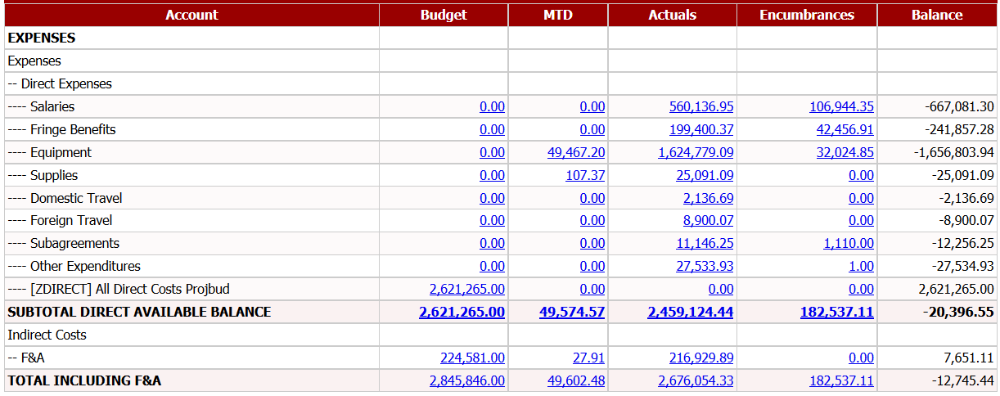 Account Budget MTD Actuals Encumbrances Balance
EXPENSES
Expenses
-- Direct Expenses
---- Salaries 0.00 0.00 560,136.95 106,944.35 -667,081.30
---- Fringe Benefits 0.00 0.00 199,400.37 42,456.91 -241,857.28
---- Equipment 0.00 49,467.20 1,624,779.09 32,024.85 -1,656,803.94
---- Supplies 0.00 107.37 25,091.09 0.00 -25,091.09
---- Domestic Travel 0.00 0.00 2,136.69 0.00 -2,136.69
---- Foreign Travel 0.00 0.00 8,900.07 0.00 -8,900.07
---- Subagreements 0.00 0.00 11,146.25 1,110.00 -12,256.25
---- Other Expenditures 0.00 0.00 27,533.93 1.00 -27,534.93
---- [ZDIRECT] All Direct Costs Projbud 2,621,265.00 0.00 0.00 0.00 2,621,265.00
SUBTOTAL DIRECT AVAILABLE BALANCE 2,621,265.00 49,574.57 2,459,124.44 182,537.11 -20,396.55
Indirect Costs
-- F&A 224,581.00 27.91 216,929.89 0.00 7,651.11
TOTAL INCLUDING F&A 2,845,846.00 49,602.48 2,676,054.33 182,537.11 -12,745.44